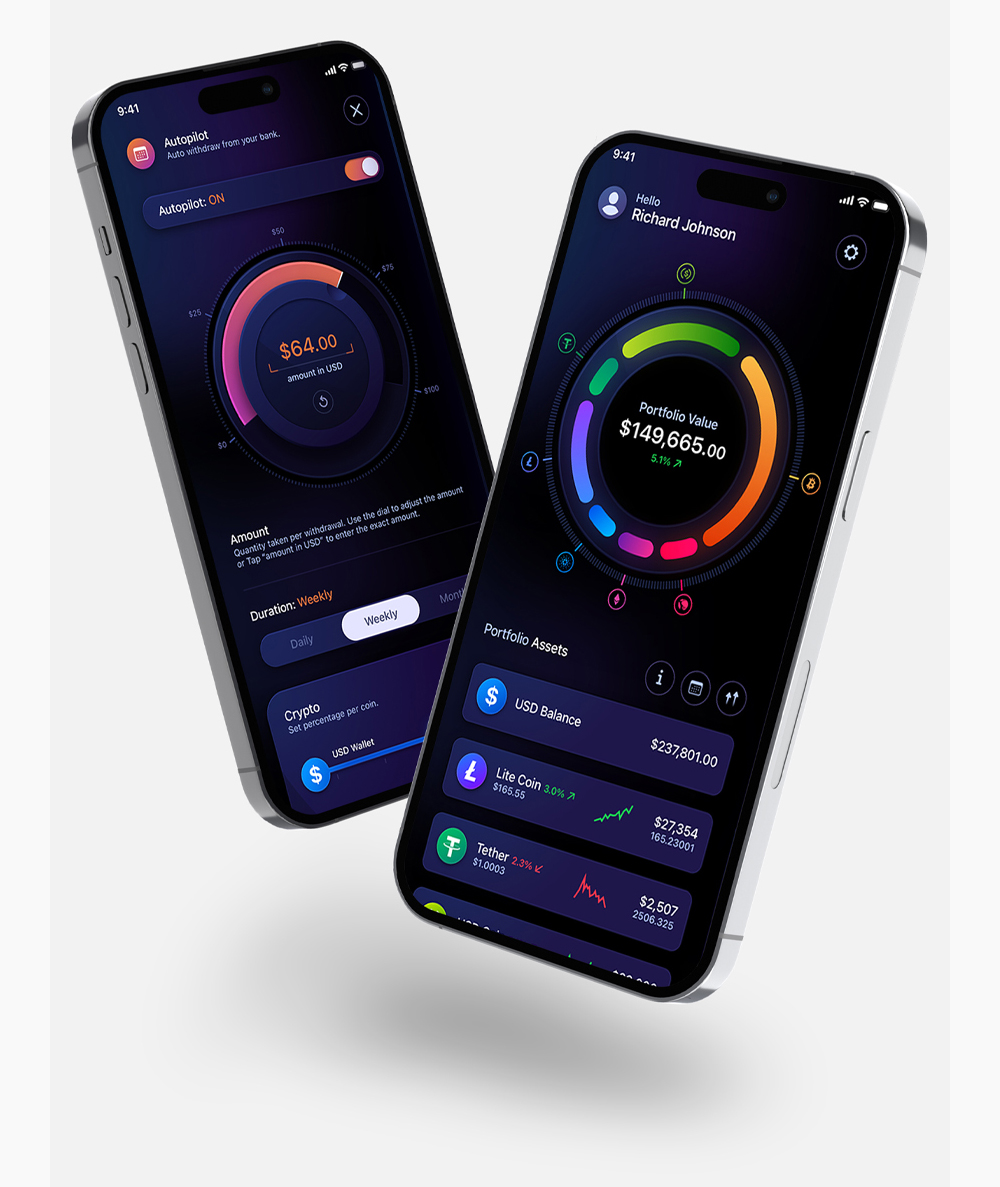 9:41
Autopilot
Auto withdraw from your bank.
Autopilot: ON
$50
$75
$25
$64.00
amount in USD
$100
$0
Amount
Quantity taken per withdrawal. Use the dial to adjust the amount
or Tap "amount in USD" to enter the exact amount.
Duration: Weekly
Daily
Weekly
Crypto
Set percentage per coin.
USD Wallet
$
9:41
Hello
Richard Johnson
Portfolio Value
$149,665.00
5.1%
Portfolio Assets
i
$
USD Balance
$237,801.00
Lite Coin 3.0%
$165.55
$27,354
165.23001
Tether 2.3%
$1.0003
$2,507
2506.325